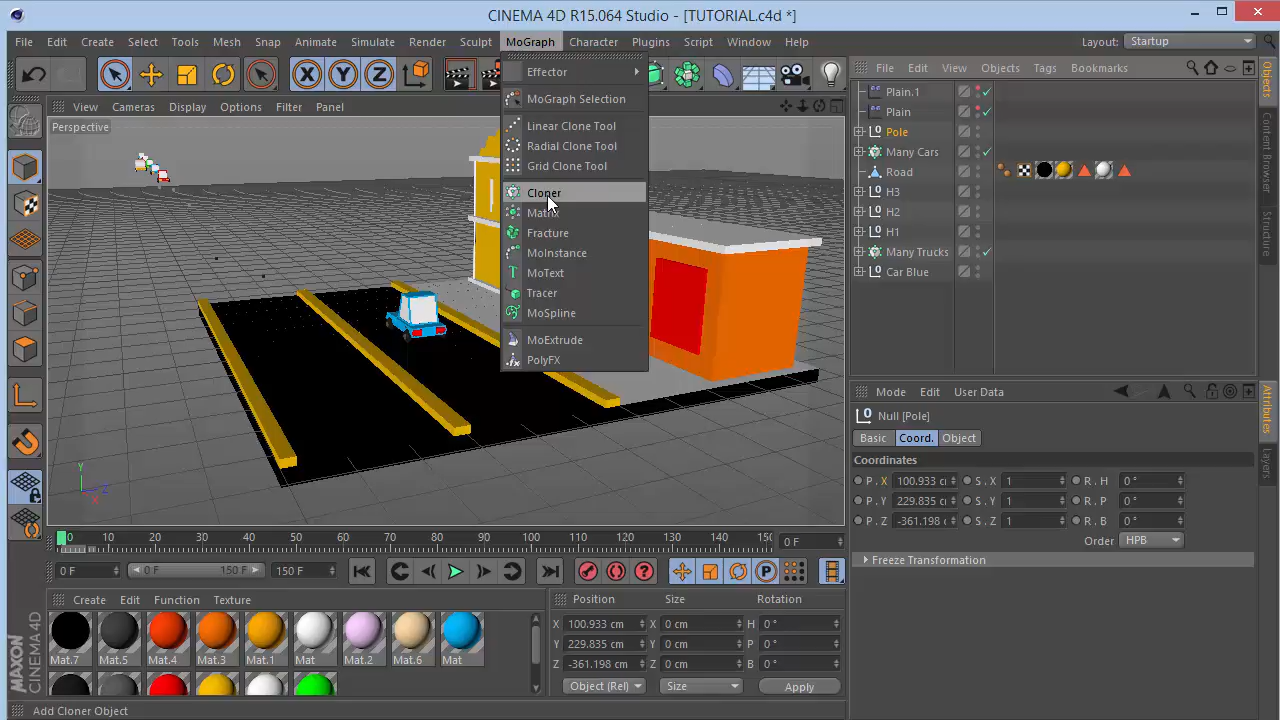 CINEMA 4D R15.064 Studio - [TUTORIAL.c4d *]
File Edit Create Select Tools Mesh Snap Animate Simulate Render Sculpt MoGraph Character Plugins Script Window Help Layout: Startup
X Y Z
View Cameras Display Options Filter Panel
Perspective
Effector
MoGraph Selection
Linear Clone Tool
Radial Clone Tool
Grid Clone Tool
Cloner
Matrix
Fracture
MoInstance
MoText
Tracer
MoSpline
MoExtrude
PolyFX
File Edit View Objects Tags Bookmarks
Plain.1
Plain
Pole
Many Cars
Road
H3
H2
H1
Many Trucks
Car Blue
Objects
Content Browser
Structure
Mode Edit User Data
Null [Pole]
Basic Coord. Object
Coordinates
P . X 100.933 c S . X 1 R . H 0 °
P . Y 229.835 c S . Y 1 R . P 0 °
P . Z -361.198 c S . Z 1 R . B 0 °
Order HPB
Freeze Transformation
Attributes
Layers
Y
Z
X
0 10 20 30 40 50 60 70 80 90 100 110 120 130 140 150 0 F
0 F 0 F 150 F 150 F
Create Edit Function Texture
Mat.7 Mat.5 Mat.4 Mat.3 Mat.1 Mat Mat.2 Mat.6 Mat
Position Size Rotation
X 100.933 cm X 0 cm H 0 °
Y 229.835 cm Y 0 cm P 0 °
Z -361.198 cm Z 0 cm B 0 °
Object (Rel) Size Apply
MAXON
CINEMA 4D
Add Cloner Object